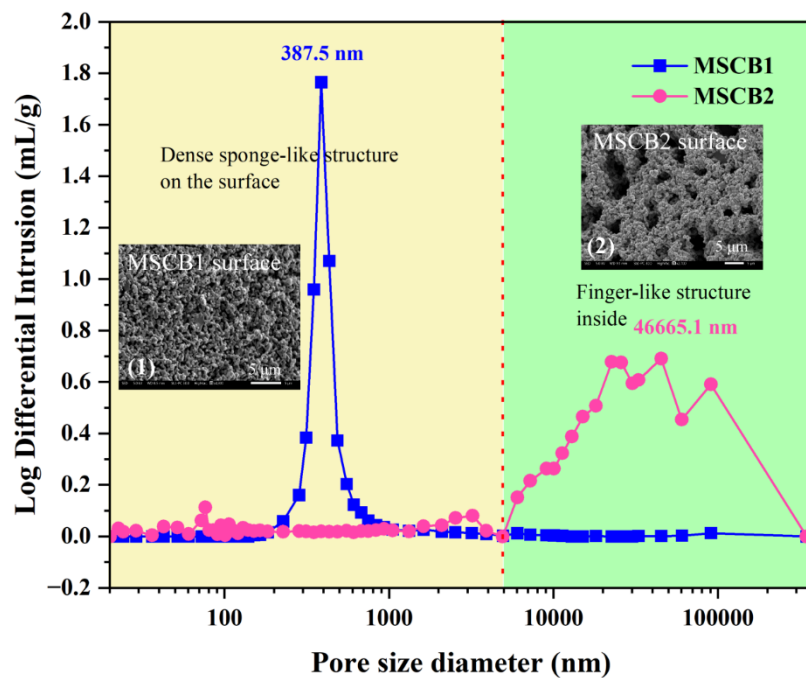 Log Differential Intrusion (mL/g)
2.0
1.8
1.6
1.4
1.2
1.0
0.8
0.6
0.4
0.2
0.0
−0.2
387.5 nm
MSCB1
MSCB2
Dense sponge-like structure
on the surface
MSCB1 surface
(1)
5 μm
MSCB2 surface
(2)
5 μm
Finger-like structure
inside
46665.1 nm
100
1000
10000
100000
Pore size diameter (nm)